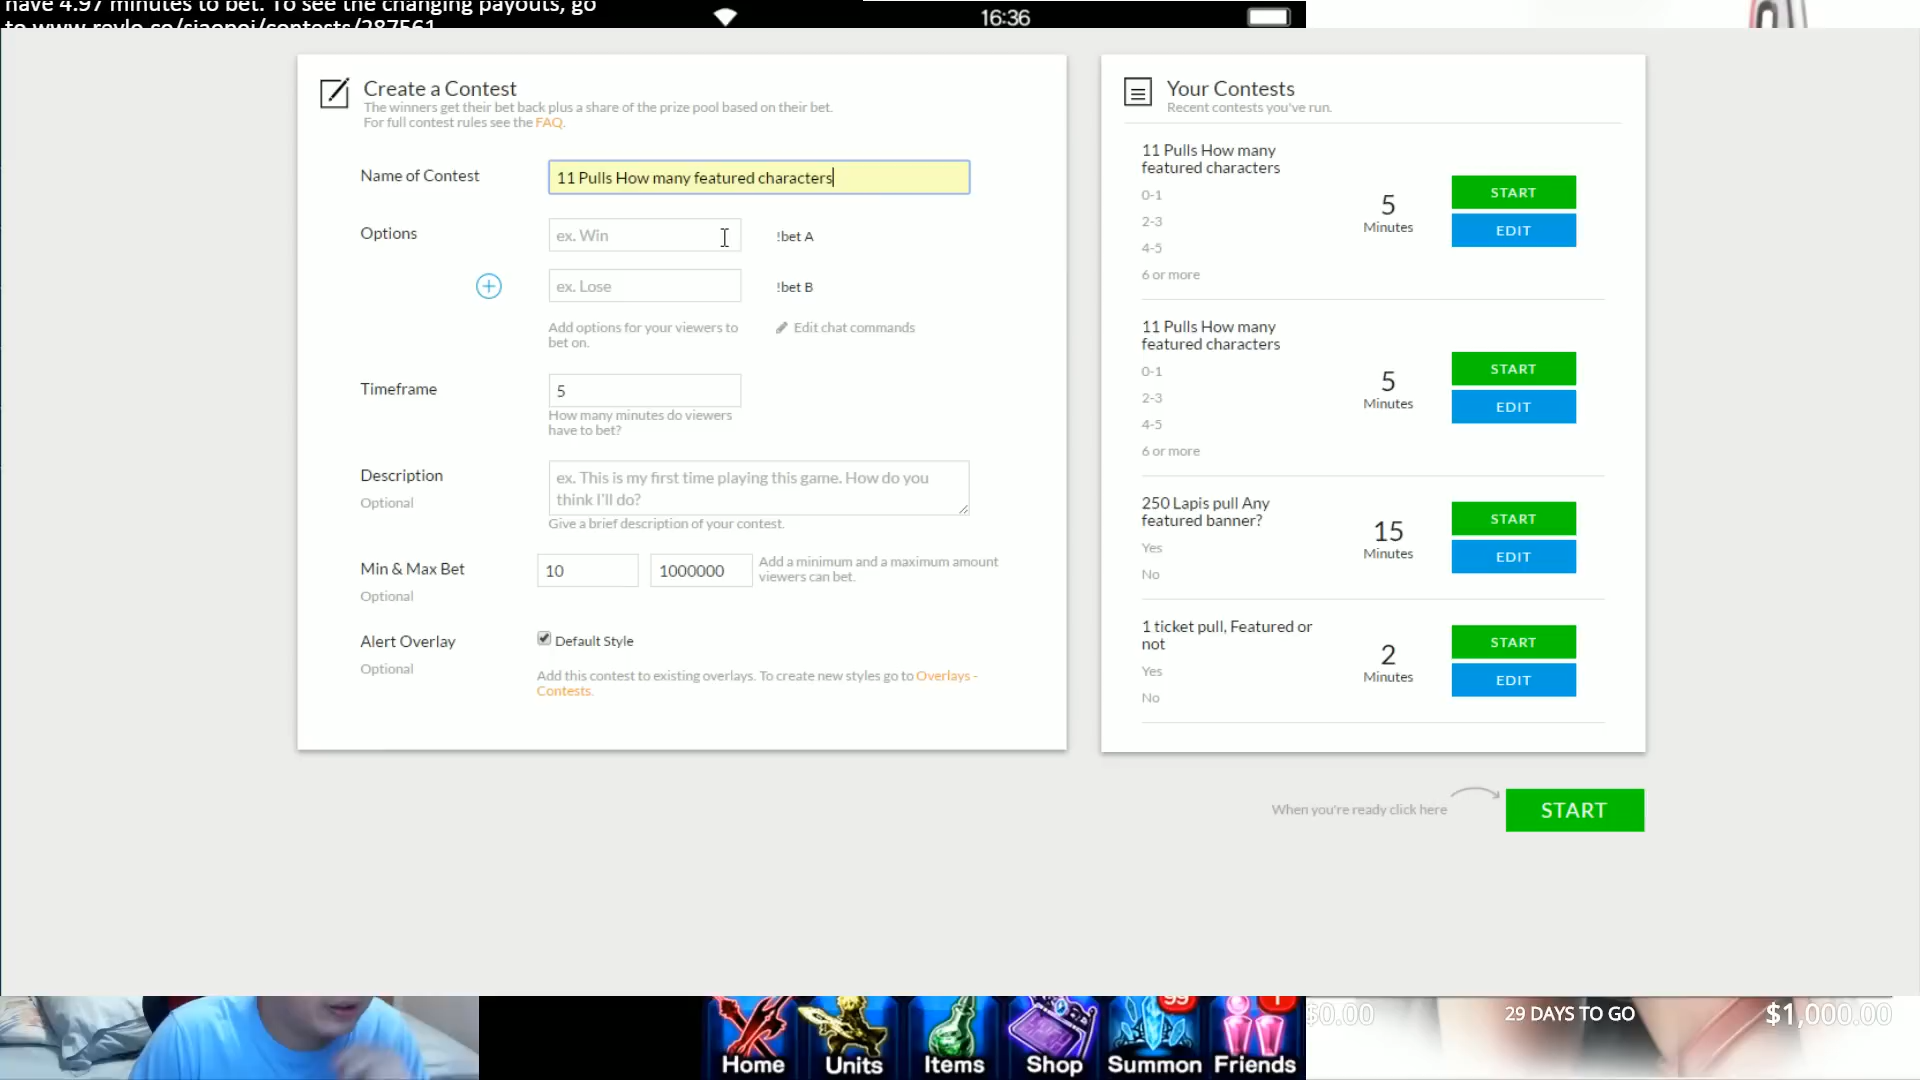 have 4.97 minutes to bet. To see the changing payouts, go
16:36
Create a Contest
The winners get their bet back plus a share of the prize pool based on their bet.
For full contest rules see the FAQ.
Name of Contest
11 Pulls How many featured characters
Options
ex. Win
!bet A
ex. Lose
!bet B
Add options for your viewers to
bet on.
Edit chat commands
Timeframe
5
How many minutes do viewers
have to bet?
Description
Optional
ex. This is my first time playing this game. How do you
think I'll do?
Give a brief description of your contest.
Min & Max Bet
Optional
10
1000000
Add a minimum and a maximum amount
viewers can bet.
Alert Overlay
Optional
Default Style
Add this contest to existing overlays. To create new styles go to Overlays -
Contests.
Your Contests
Recent contests you've run.
11 Pulls How many
featured characters
0-1
2-3
4-5
6 or more
5
Minutes
START
EDIT
11 Pulls How many
featured characters
0-1
2-3
4-5
6 or more
5
Minutes
START
EDIT
250 Lapis pull Any
featured banner?
Yes
No
15
Minutes
START
EDIT
1 ticket pull, Featured or
not
Yes
No
2
Minutes
START
EDIT
When you're ready click here
START
Home
Units
Items
Shop
Summon
Friends
$0.00
29 DAYS TO GO
$1,000.00